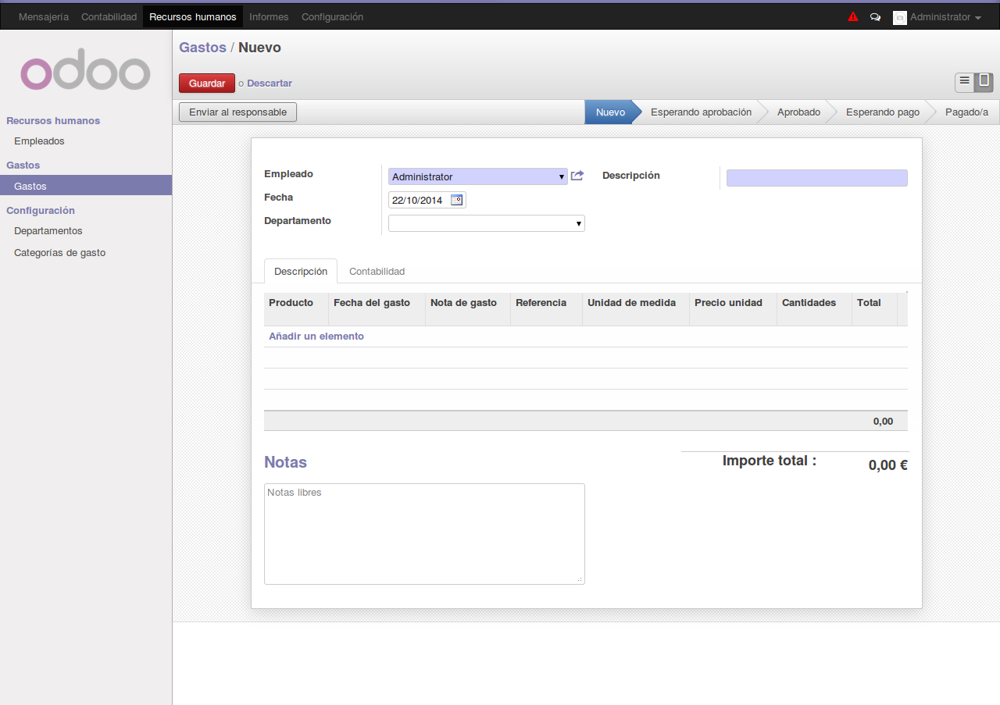 Mensajería Contabilidad Recursos humanos Informes Configuración Administrator
odoo
Gastos / Nuevo
Guardar o Descartar
Enviar al responsable Nuevo Esperando aprobación Aprobado Esperando pago Pagado/a
Recursos humanos
Empleados
Gastos
Gastos
Configuración
Departamentos
Categorías de gasto
Empleado Administrator Descripción
Fecha 22/10/2014
Departamento
Descripción Contabilidad
Producto Fecha del gasto Nota de gasto Referencia Unidad de medida Precio unidad Cantidades Total
Añadir un elemento
0,00
Notas Importe total : 0,00 €
Notas libres